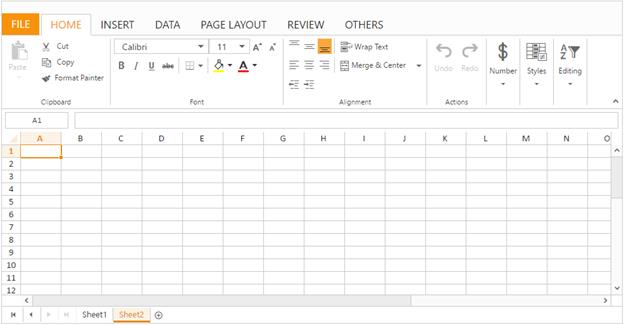 FILE HOME INSERT DATA PAGE LAYOUT REVIEW OTHERS
Paste Cut Copy Format Painter
Clipboard
Calibri 11 A A
B I U abc A
Font
Wrap Text
Merge & Center
Alignment
Undo Redo
Actions
$ Number
Styles
A Z Editing
A1
A B C D E F G H I J K L M N O
1
2
3
4
5
6
7
8
9
10
11
12
Sheet1 Sheet2